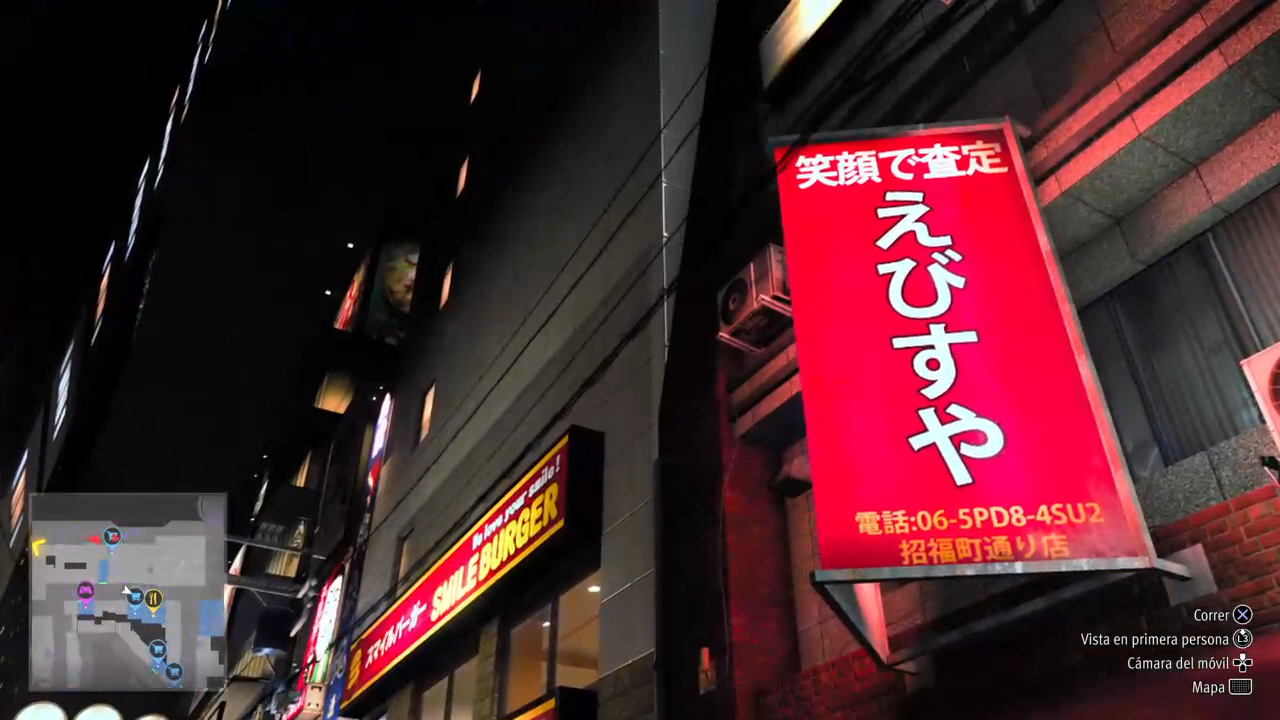 笑顔で査定
えびすや
電話:06-5PD8-4SU2
招福町通り店
We love your smile!
スマイルバーガー SMILE BURGER
Correr
Vista en primera persona L3
Cámara del móvil
Mapa